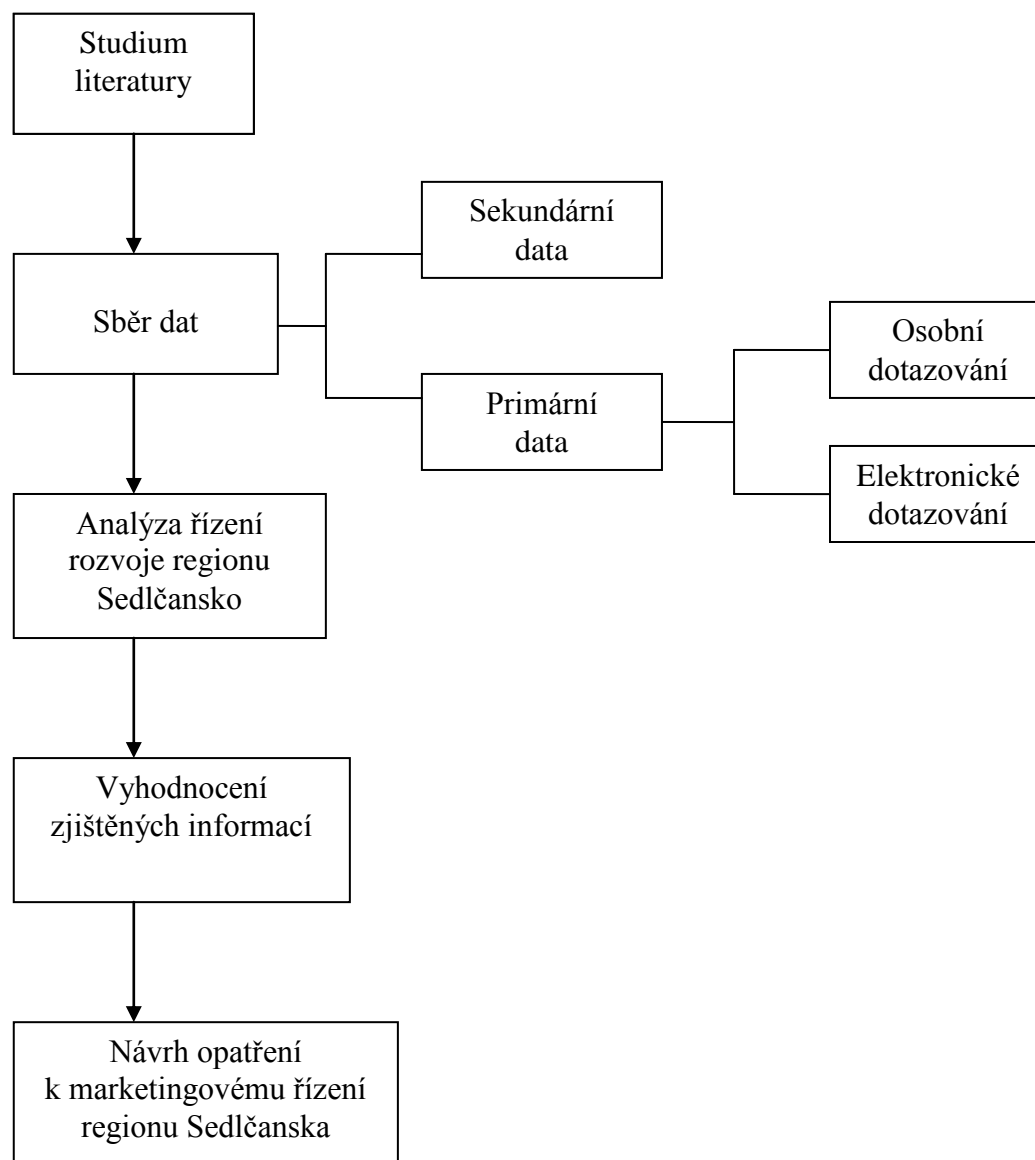 Studium
literatury
Sekundární
data
Sběr dat
Osobní
dotazování
Primární
data
Elektronické
dotazování
Analýza řízení
rozvoje regionu
Sedlčansko
Vyhodnocení
zjištěných informací
Návrh opatření
k marketingovému řízení
regionu Sedlčanska